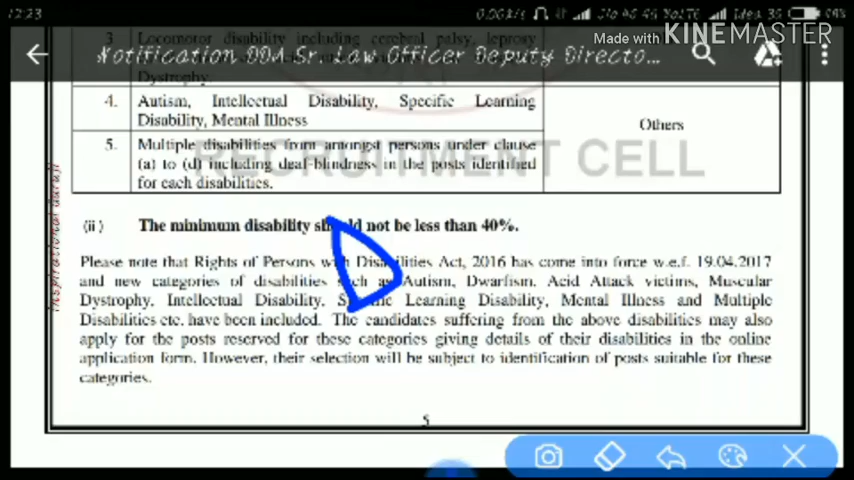 12:23
Made with KINEMASTER
Notification DDA Sr. Law Officer Deputy Directo...
3 Locomotor disability including cerebral palsy, leprosy
Dystrophy.
4. Autism, Intellectual Disability, Specific Learning
Disability, Mental Illness
Others
5. Multiple disabilities from amongst persons under clause
(a) to (d) including deaf-blindness in the posts identified
for each disabilities.
RECRUITMENT CELL
(ii) The minimum disability should not be less than 40%.
Please note that Rights of Persons with Disabilities Act, 2016 has come into force w.e.f. 19.04.2017
and new categories of disabilities such as Autism, Dwarfism, Acid Attack victims, Muscular
Dystrophy, Intellectual Disability, Specific Learning Disability, Mental Illness and Multiple
Disabilities etc. have been included. The candidates suffering from the above disabilities may also
apply for the posts reserved for these categories giving details of their disabilities in the online
application form. However, their selection will be subject to identification of posts suitable for these
categories.
5